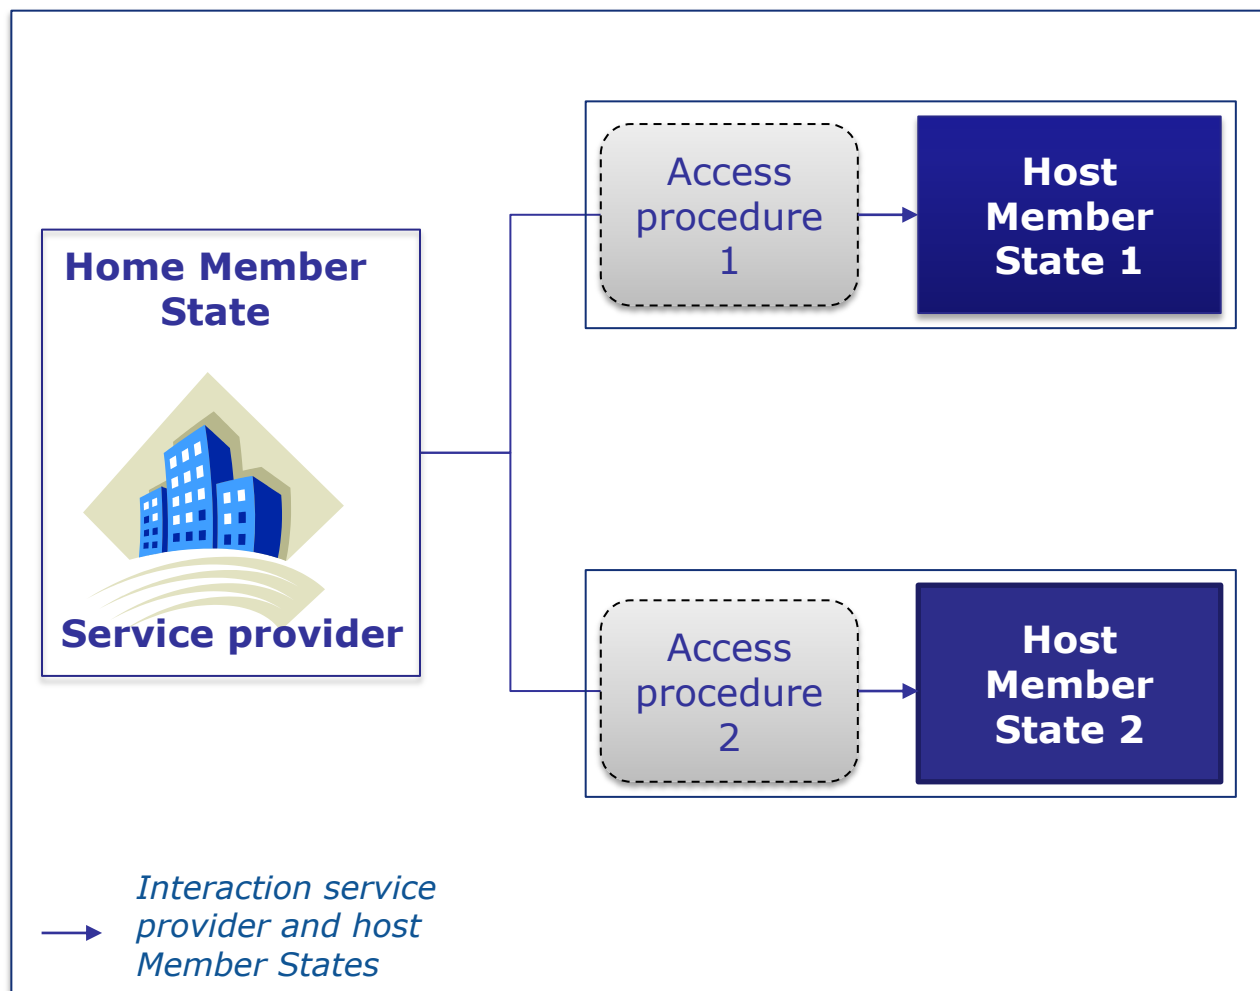 Home Member
State
Service provider
Access
procedure
1
Host
Member
State 1
Access
procedure
2
Host
Member
State 2
Interaction service
provider and host
Member States